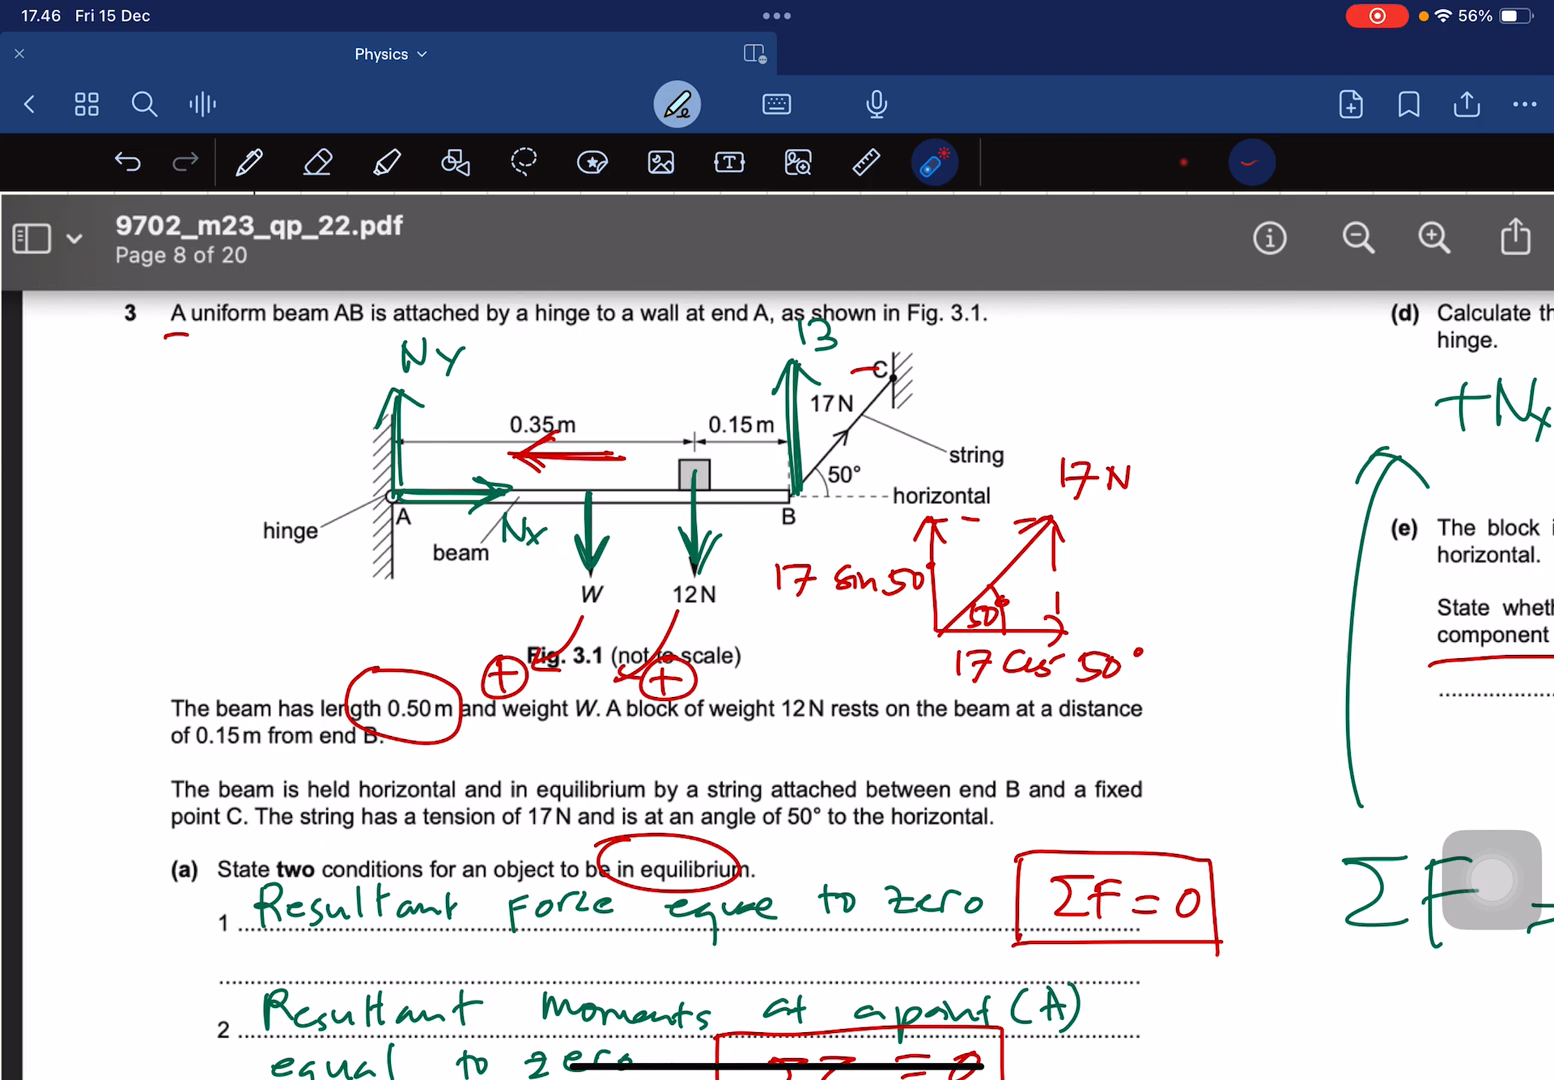 17.46 Fri 15 Dec
56%
Physics
9702_m23_qp_22.pdf
Page 8 of 20
3 A uniform beam AB is attached by a hinge to a wall at end A, as shown in Fig. 3.1.
NY
13
C
17 N
0.35 m
0.15 m
string
50°
horizontal
17 N
hinge
A
B
beam
Nx
W
12 N
17 sin 50°
50°
17 cos 50°
Fig. 3.1 (not to scale)
+
+
The beam has length 0.50 m and weight W. A block of weight 12 N rests on the beam at a distance
of 0.15 m from end B.
The beam is held horizontal and in equilibrium by a string attached between end B and a fixed
point C. The string has a tension of 17 N and is at an angle of 50° to the horizontal.
(a) State two conditions for an object to be in equilibrium.
1 Resultant Force eque to zero
ΣF = 0
2 Resultant moments at a point (A)
equal to zero
= 0
(d) Calculate th
hinge.
+Nx
(e) The block i
horizontal.
State wheth
component
ΣF =